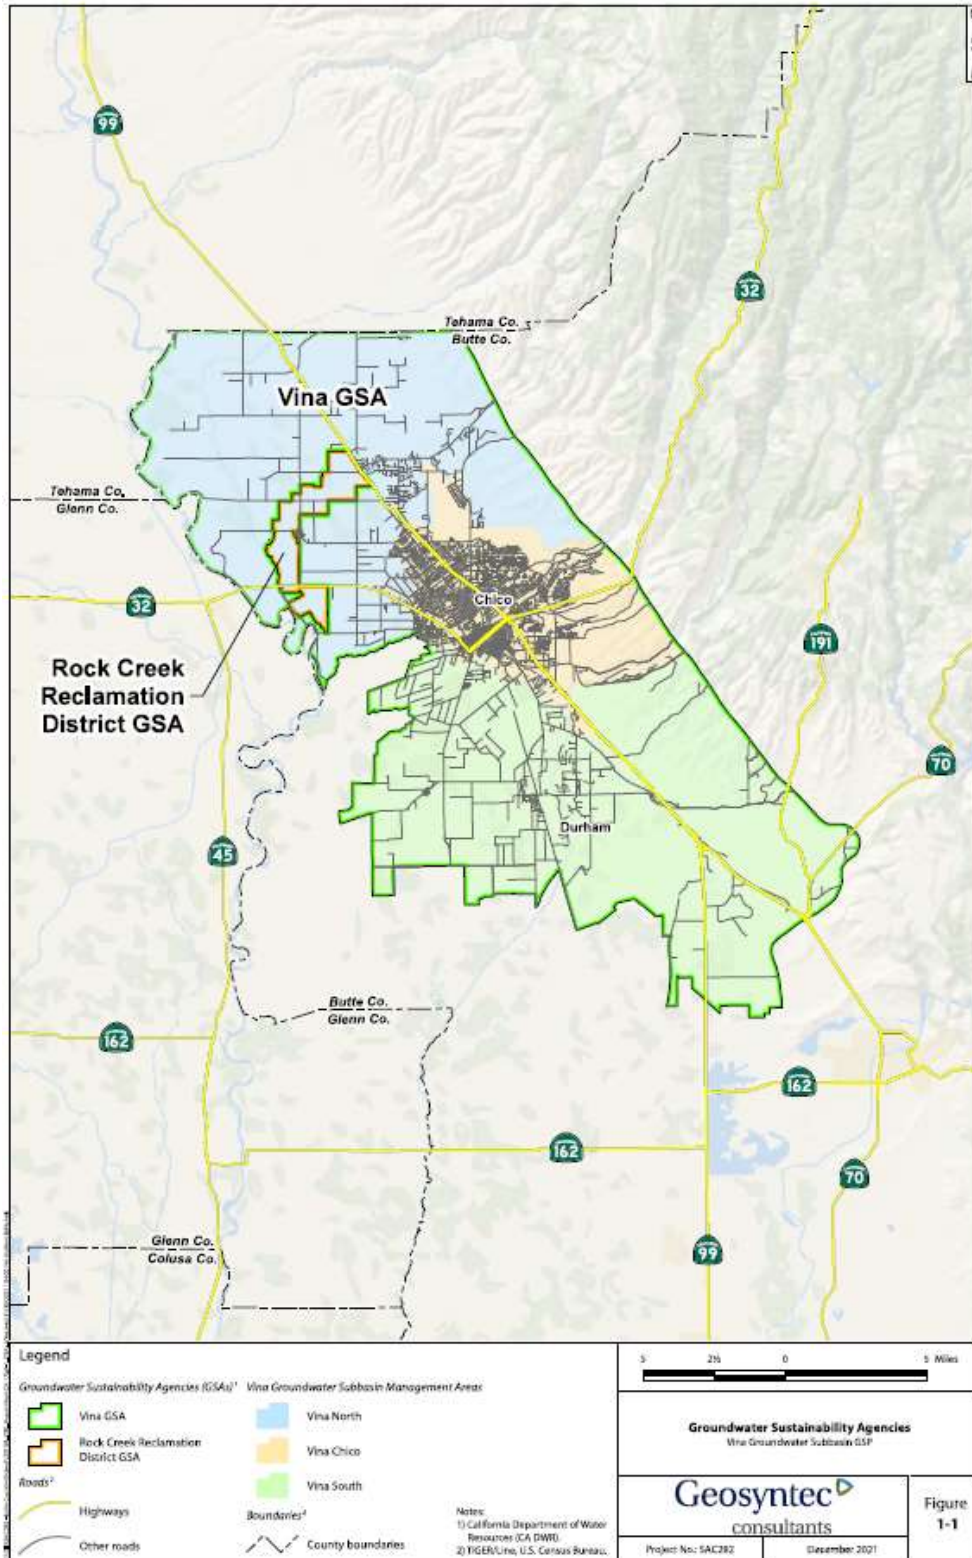 99
32
Tehama Co.
Butte Co.
Vina GSA
Tehama Co.
Glenn Co.
32
Chico
191
Rock Creek
Reclamation
District GSA
70
Durham
45
Butte Co.
Glenn Co.
162
162
162
70
Glenn Co.
Colusa Co.
99
Legend
Groundwater Sustainability Agencies (GSAs)¹
Vina GSA
Rock Creek Reclamation
District GSA
Roads²
Highways
Other roads
Vina Groundwater Subbasin Management Areas
Vina North
Vina Chico
Vina South
Boundaries²
County boundaries
Notes:
1) California Department of Water
Resources (CA DWR).
2) TIGER/Line, U.S. Census Bureau.
5 2½ 0 5 Miles
Groundwater Sustainability Agencies
Vina Groundwater Subbasin GSP
Geosyntec
consultants
Project No.: SAC282
December 2021
Figure
1-1